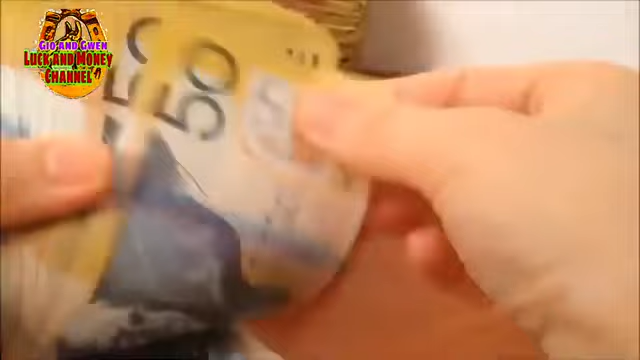 GIO AND GWEN
LUCK AND MONEY
CHANNEL
50
50